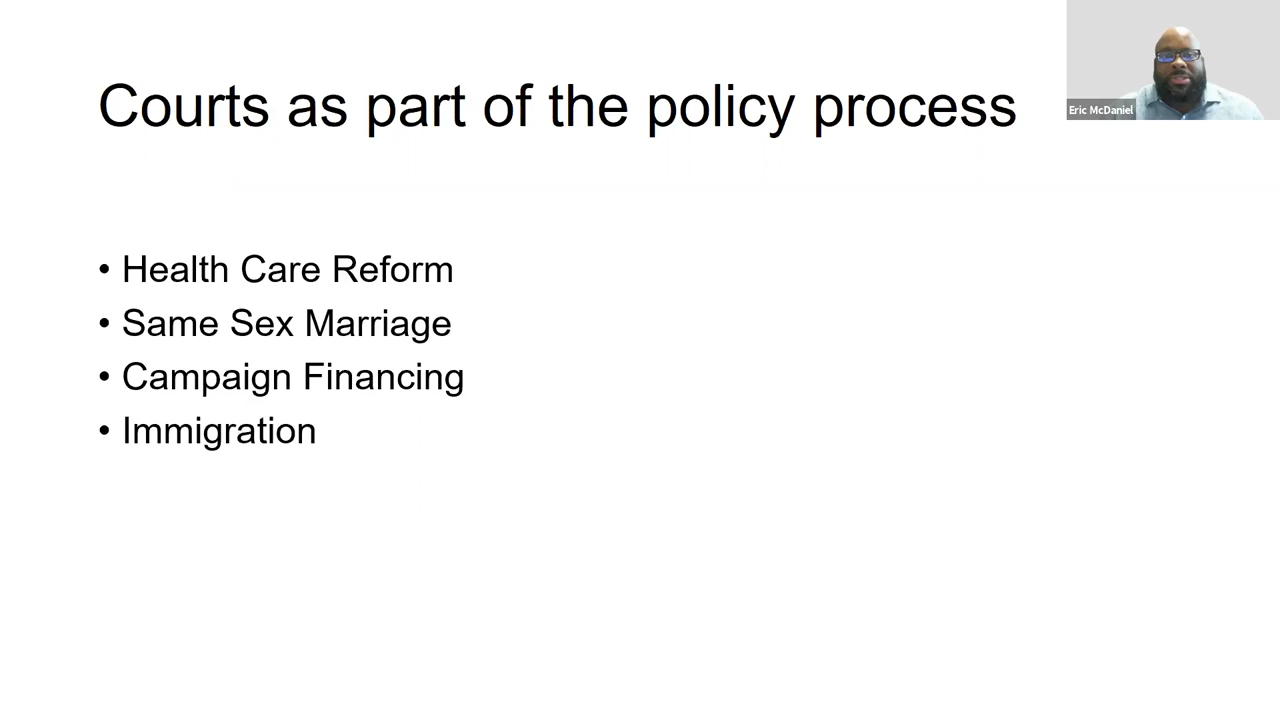 Courts as part of the policy process
Eric McDaniel
• Health Care Reform
• Same Sex Marriage
• Campaign Financing
• Immigration